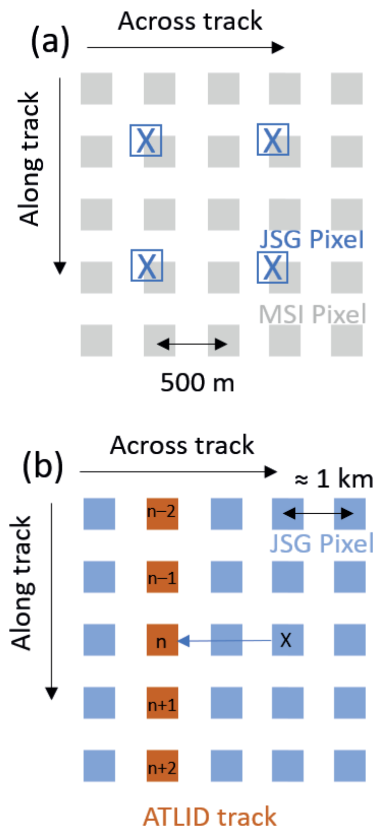 (a)
Across track
Along track
X X
X X
JSG Pixel
MSI Pixel
500 m
(b)
Across track
≈ 1 km
JSG Pixel
Along track
n−2
n−1
n
X
n+1
n+2
ATLID track